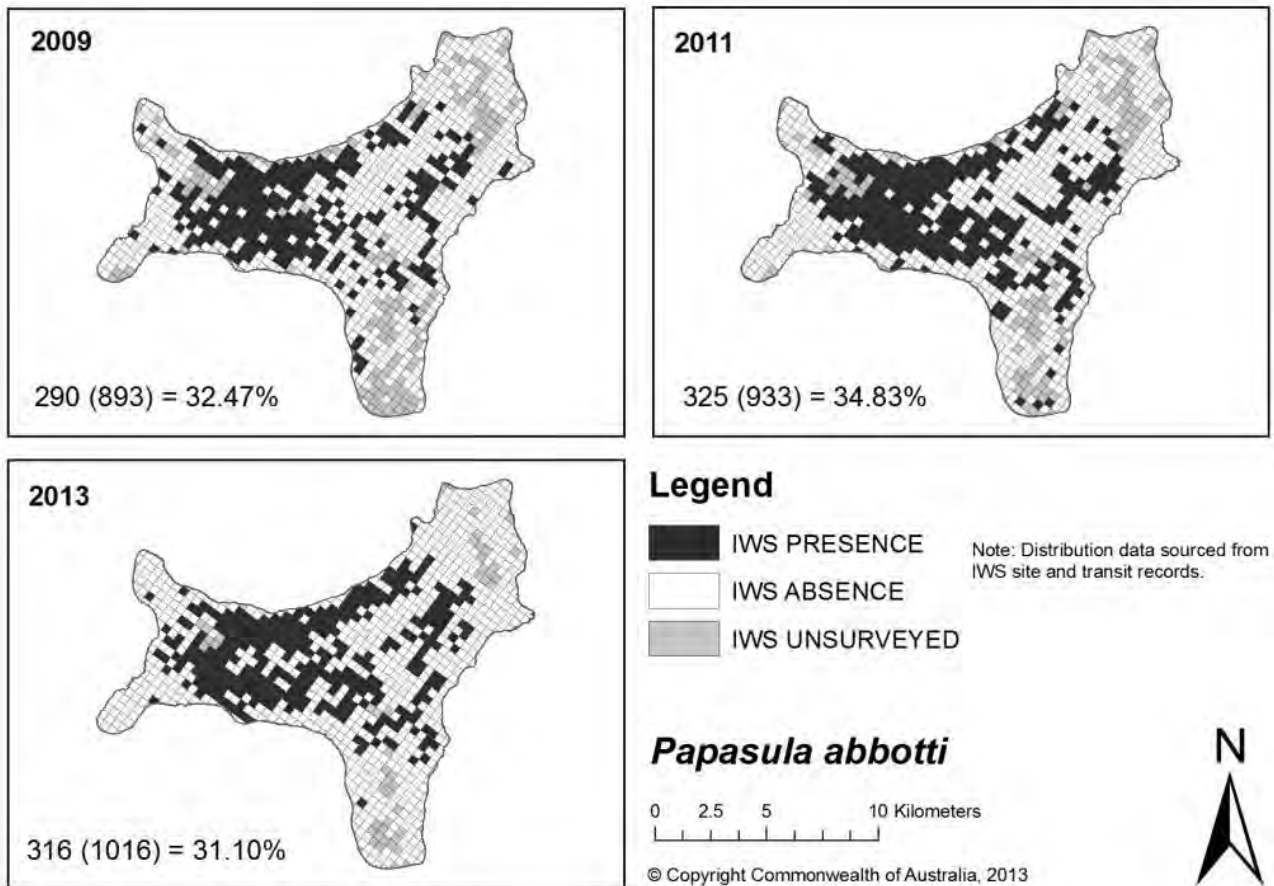 2009
290 (893) = 32.47%
2011
325 (933) = 34.83%
2013
316 (1016) = 31.10%
Legend
IWS PRESENCE
IWS ABSENCE
IWS UNSURVEYED
Note: Distribution data sourced from
IWS site and transit records.
Papasula abbotti
0 2.5 5 10 Kilometers
© Copyright Commonwealth of Australia, 2013
N